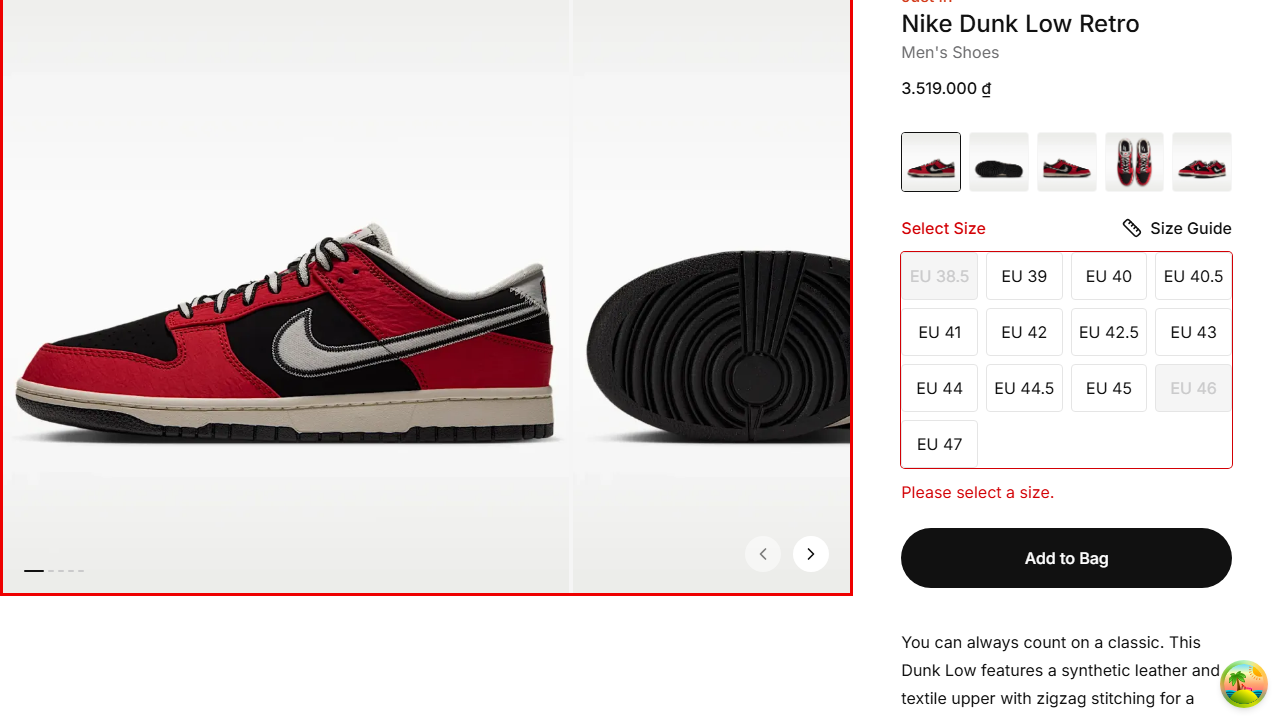 Just In
Nike Dunk Low Retro
Men's Shoes
3.519.000 ₫
Select Size
Size Guide
EU 38.5
EU 39
EU 40
EU 40.5
EU 41
EU 42
EU 42.5
EU 43
EU 44
EU 44.5
EU 45
EU 46
EU 47
Please select a size.
Add to Bag
You can always count on a classic. This
Dunk Low features a synthetic leather and
textile upper with zigzag stitching for a